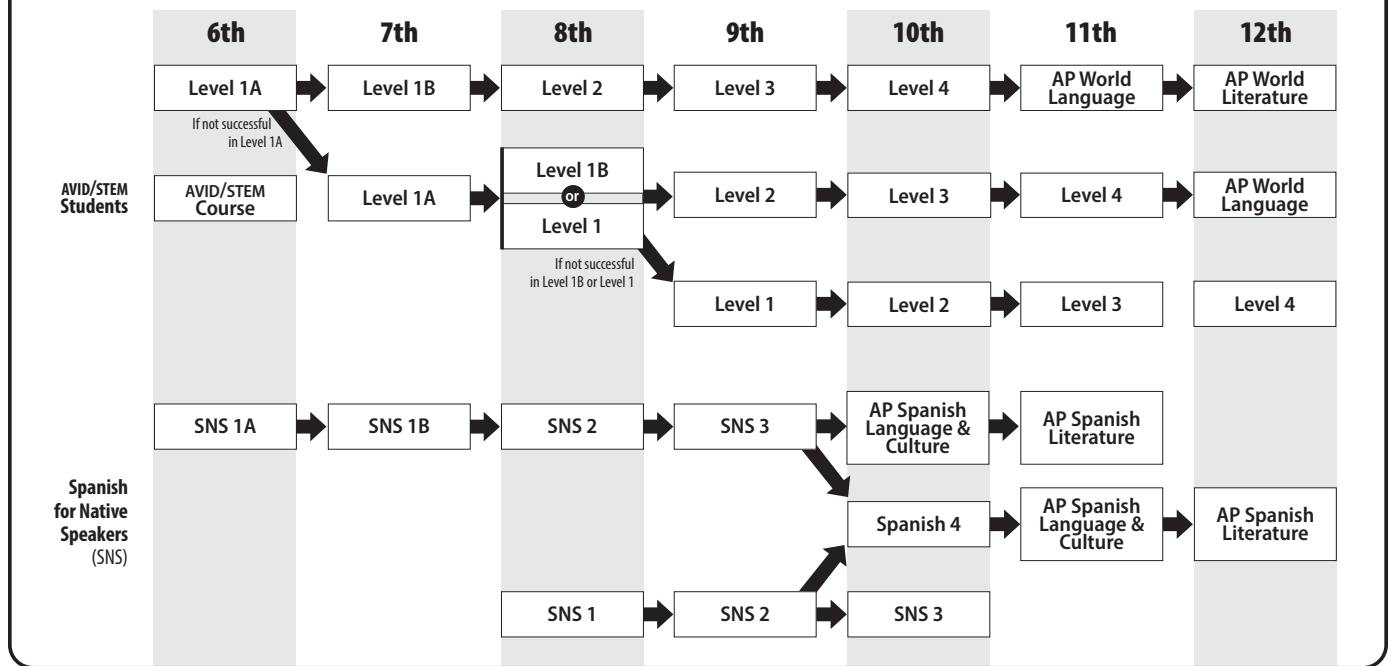 6th
7th
8th
9th
10th
11th
12th
Level 1A
Level 1B
Level 2
Level 3
Level 4
AP World
Language
AP World
Literature
If not successful
in Level 1A
AVID/STEM
Students
AVID/STEM
Course
Level 1A
Level 1B
or
Level 1
Level 2
Level 3
Level 4
AP World
Language
If not successful
in Level 1B or Level 1
Level 1
Level 2
Level 3
Level 4
SNS 1A
SNS 1B
SNS 2
SNS 3
AP Spanish
Language &
Culture
AP Spanish
Literature
Spanish
for Native
Speakers
(SNS)
Spanish 4
AP Spanish
Language &
Culture
AP Spanish
Literature
SNS 1
SNS 2
SNS 3